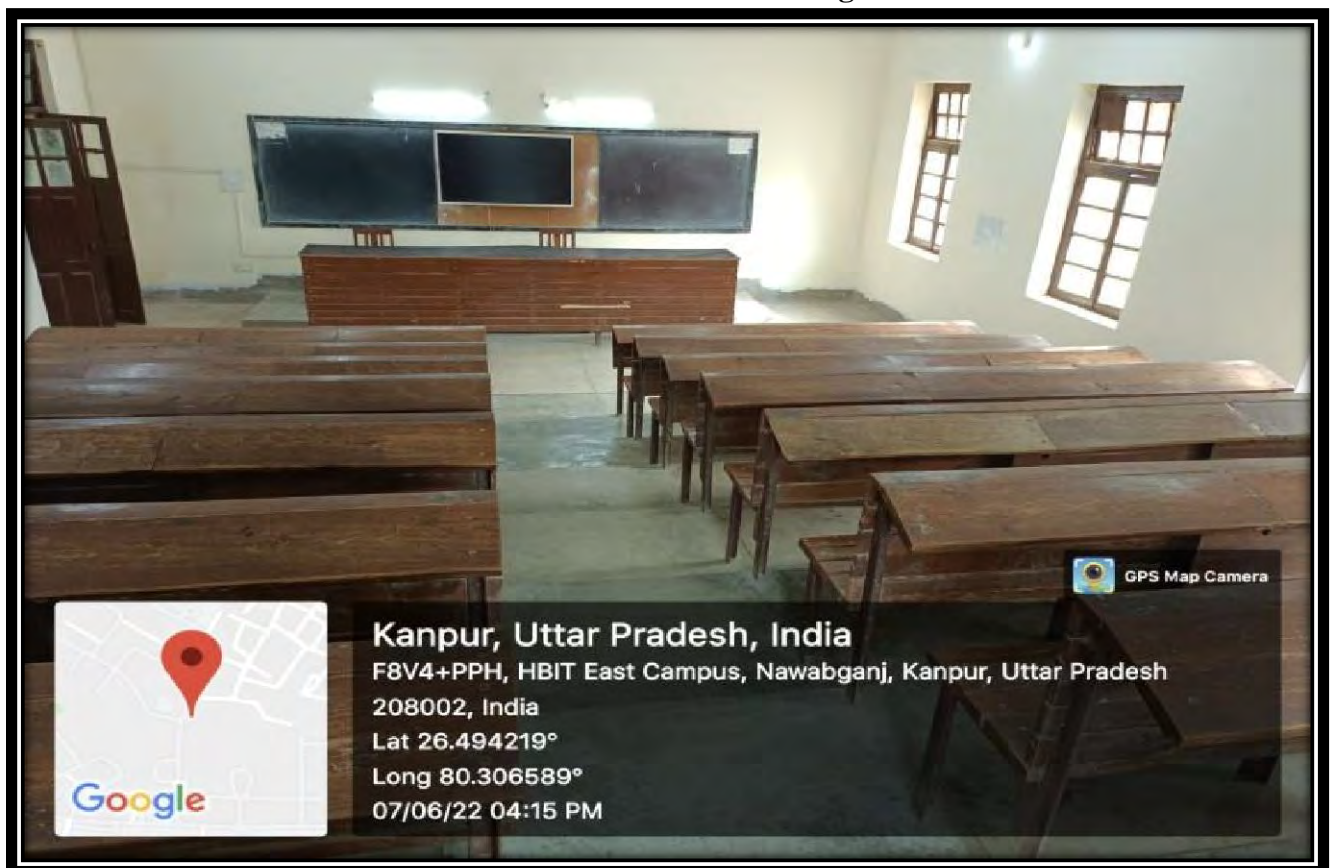 GPS Map Camera
Kanpur, Uttar Pradesh, India
F8V4+PPH, HBIT East Campus, Nawabganj, Kanpur, Uttar Pradesh
208002, India
Lat 26.494219°
Long 80.306589°
07/06/22 04:15 PM
Google